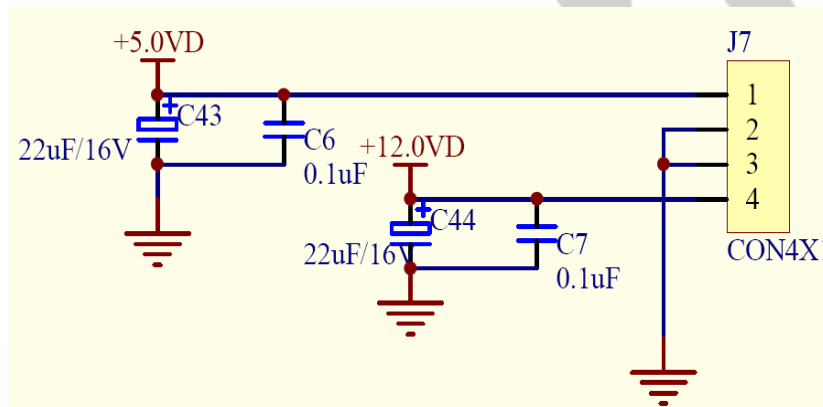 +5.0VD
J7
C43
1
22uF/16V
C6
2
0.1uF
+12.0VD
3
4
C44
22uF/16V
C7
0.1uF
CON4X1